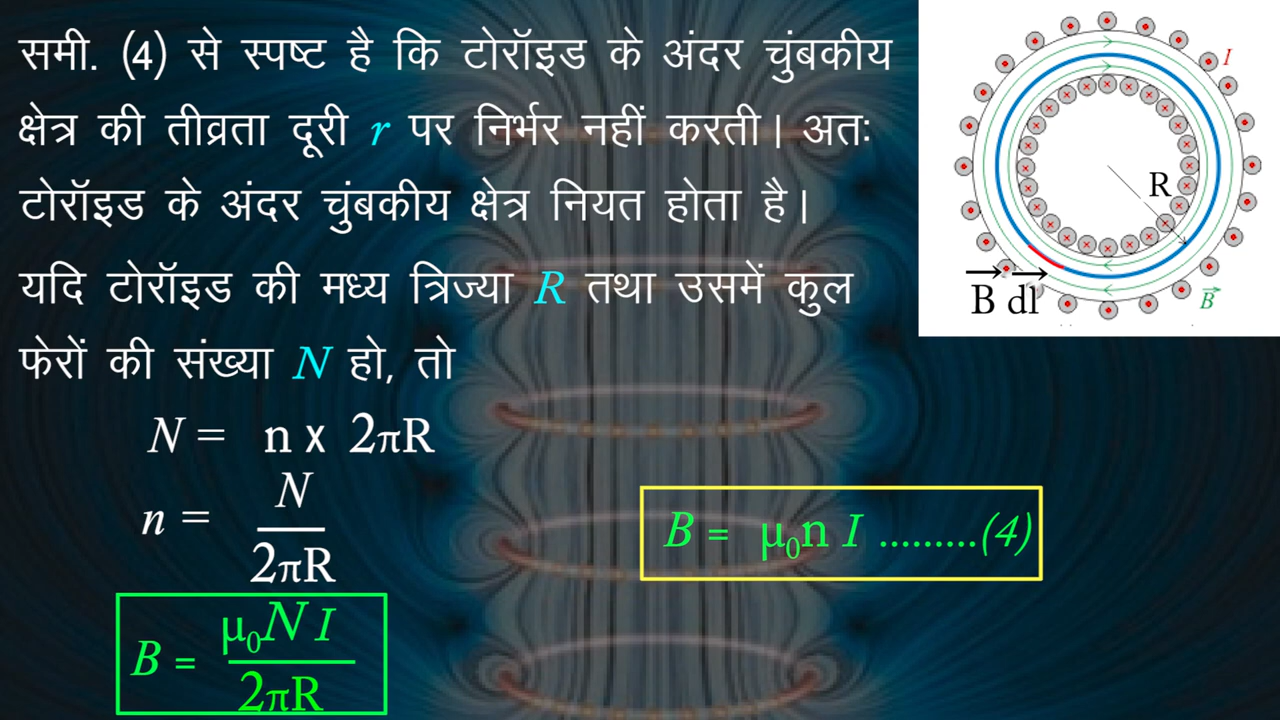 समी. (4) से स्पष्ट है कि टोरॉइड के अंदर चुंबकीय
क्षेत्र की तीव्रता दूरी r पर निर्भर नहीं करती। अतः
टोरॉइड के अंदर चुंबकीय क्षेत्र नियत होता है।
यदि टोरॉइड की मध्य त्रिज्या R तथा उसमें कुल
फेरों की संख्या N हो, तो
N = n x 2πR
n = N / 2πR
B = μ₀n I .........(4)
B = μ₀N I / 2πR
I
R
B⃗ dl⃗
B⃗